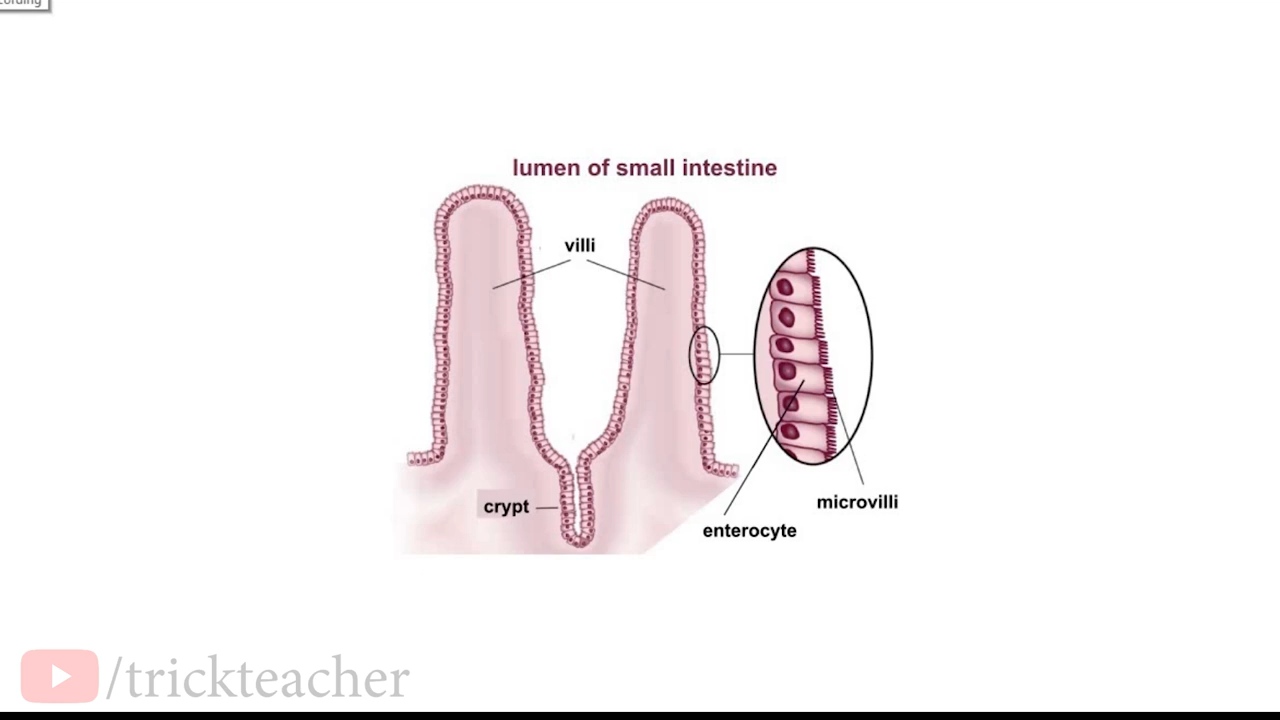 lumen of small intestine
villi
crypt
microvilli
enterocyte
/trickteacher